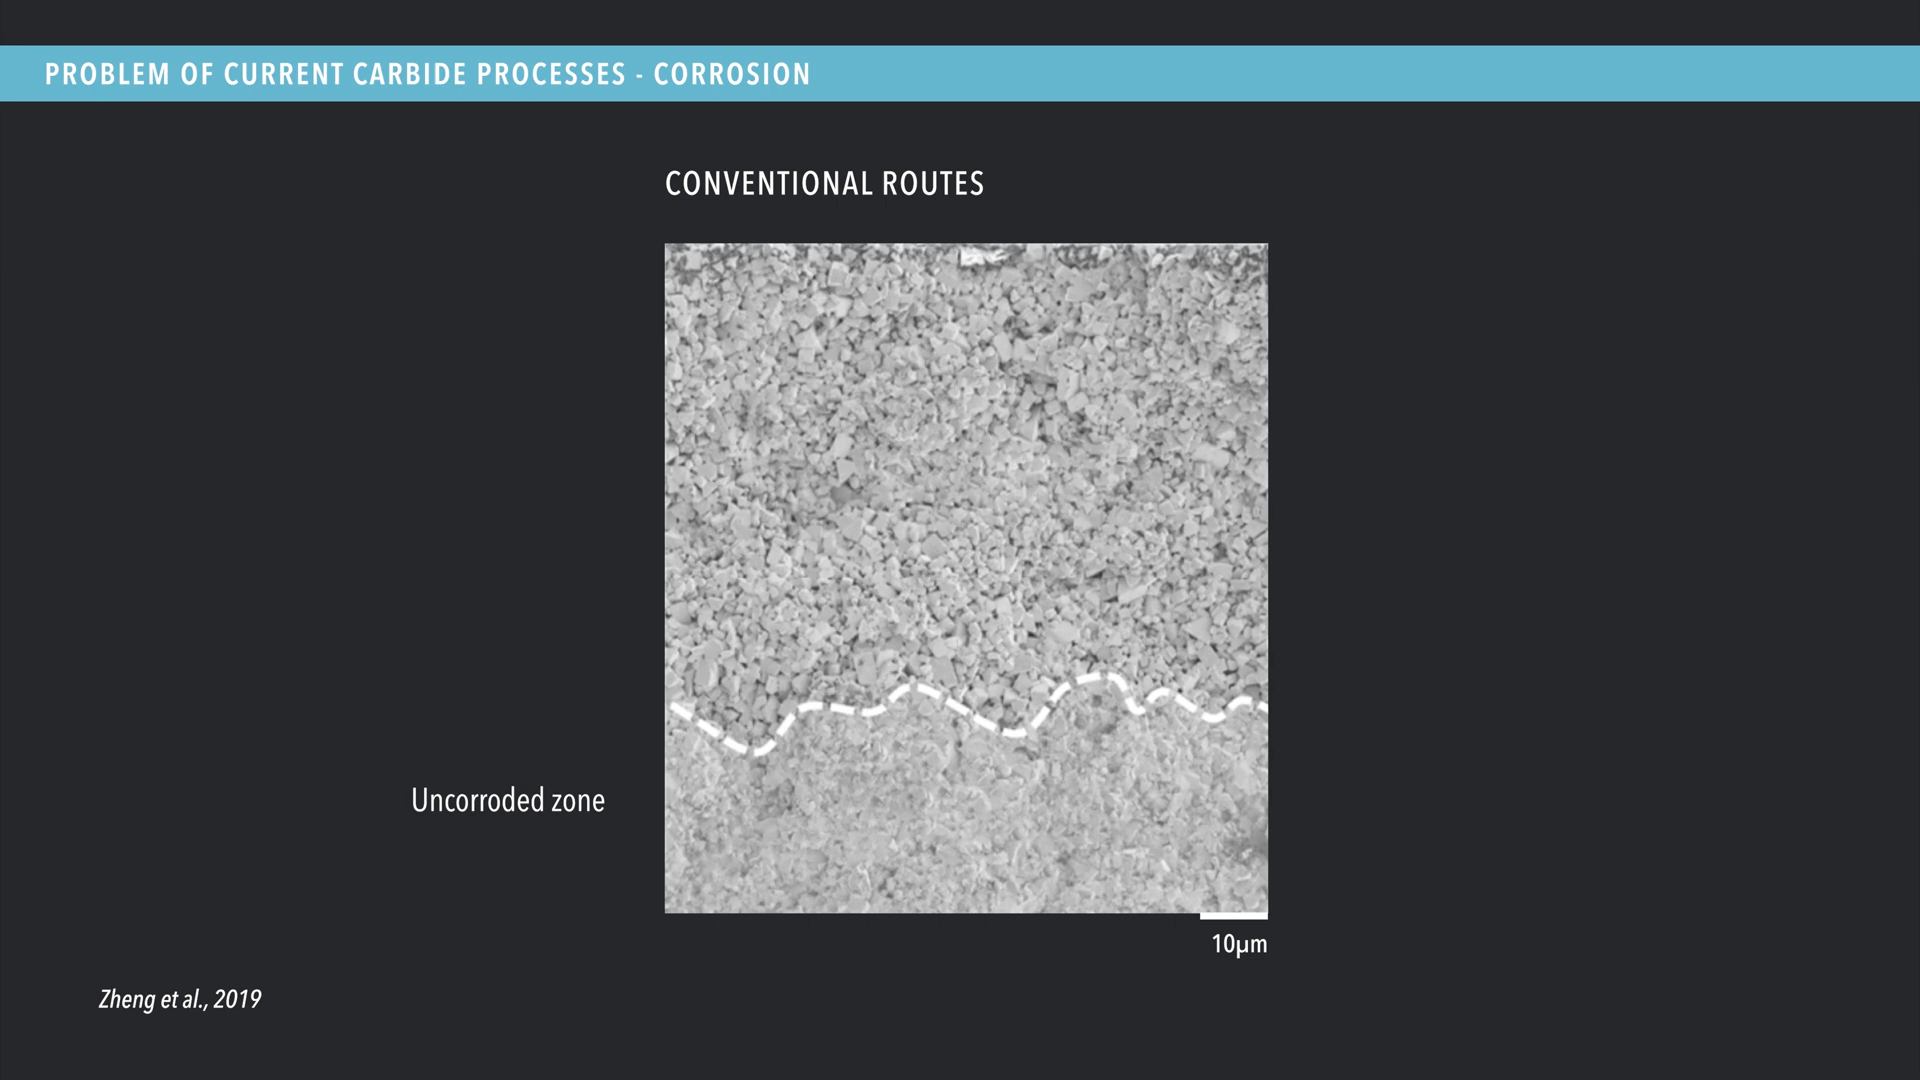 PROBLEM OF CURRENT CARBIDE PROCESSES - CORROSION
CONVENTIONAL ROUTES
Uncorroded zone
10µm
Zheng et al., 2019